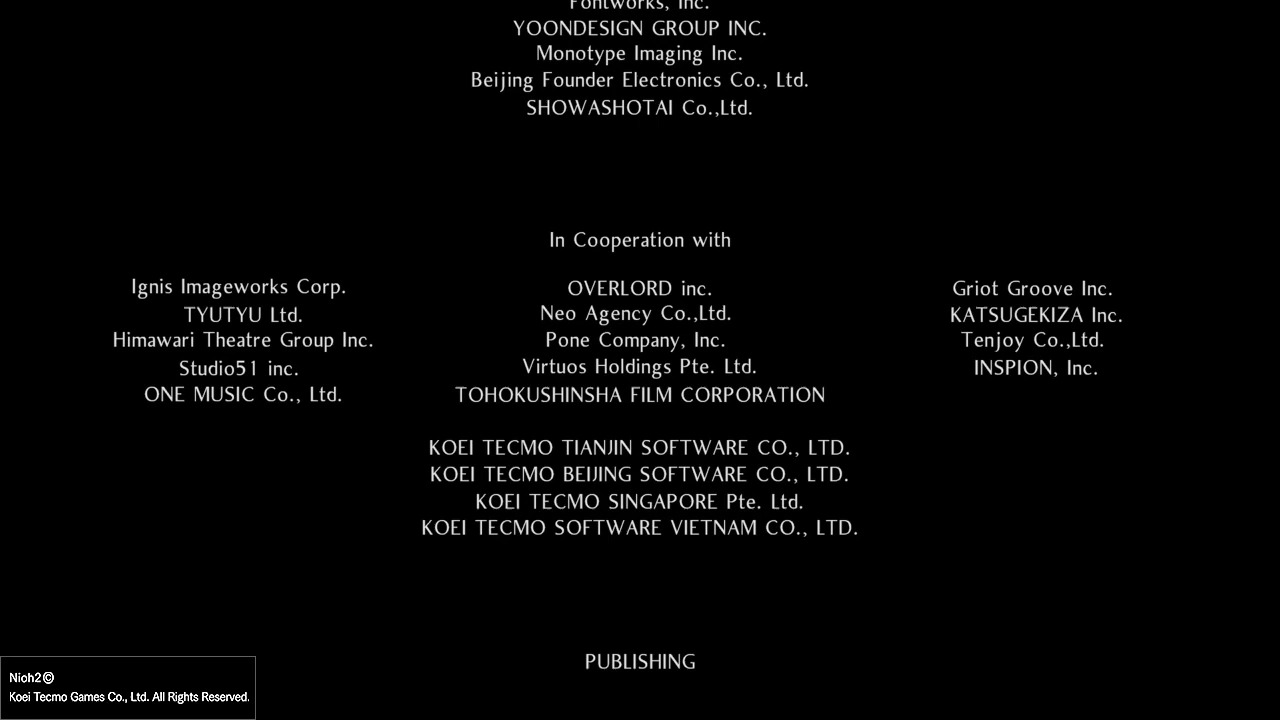 Fontworks, Inc.
YOONDESIGN GROUP INC.
Monotype Imaging Inc.
Beijing Founder Electronics Co., Ltd.
SHOWASHOTAI Co.,Ltd.
In Cooperation with
Ignis Imageworks Corp.
TYUTYU Ltd.
Himawari Theatre Group Inc.
Studio51 inc.
ONE MUSIC Co., Ltd.
OVERLORD inc.
Neo Agency Co.,Ltd.
Pone Company, Inc.
Virtuos Holdings Pte. Ltd.
TOHOKUSHINSHA FILM CORPORATION
Griot Groove Inc.
KATSUGEKIZA Inc.
Tenjoy Co.,Ltd.
INSPION, Inc.
KOEI TECMO TIANJIN SOFTWARE CO., LTD.
KOEI TECMO BEIJING SOFTWARE CO., LTD.
KOEI TECMO SINGAPORE Pte. Ltd.
KOEI TECMO SOFTWARE VIETNAM CO., LTD.
PUBLISHING
Nioh2©
Koei Tecmo Games Co., Ltd. All Rights Reserved.